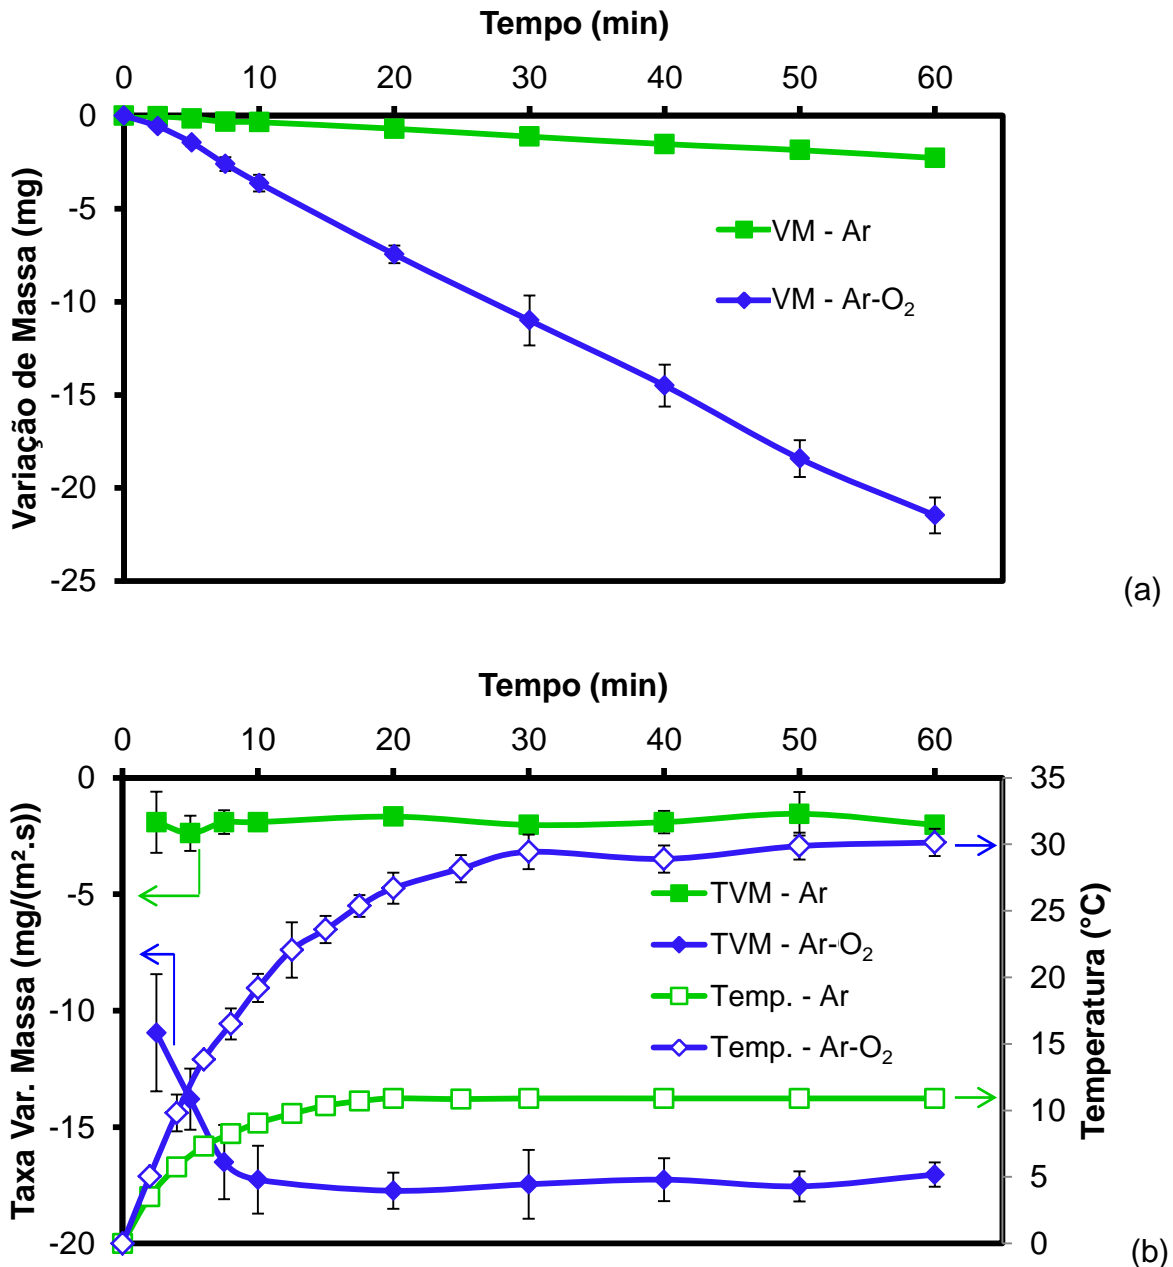 Tempo (min)
0 10 20 30 40 50 60
0
-5
-10
-15
-20
-25
Variação de Massa (mg)
VM - Ar
VM - Ar-O₂
(a)
Tempo (min)
0 10 20 30 40 50 60
0
-5
-10
-15
-20
Taxa Var. Massa (mg/(m².s))
TVM - Ar
TVM - Ar-O₂
Temp. - Ar
Temp. - Ar-O₂
35
30
25
20
15
10
5
0
Temperatura (°C)
(b)